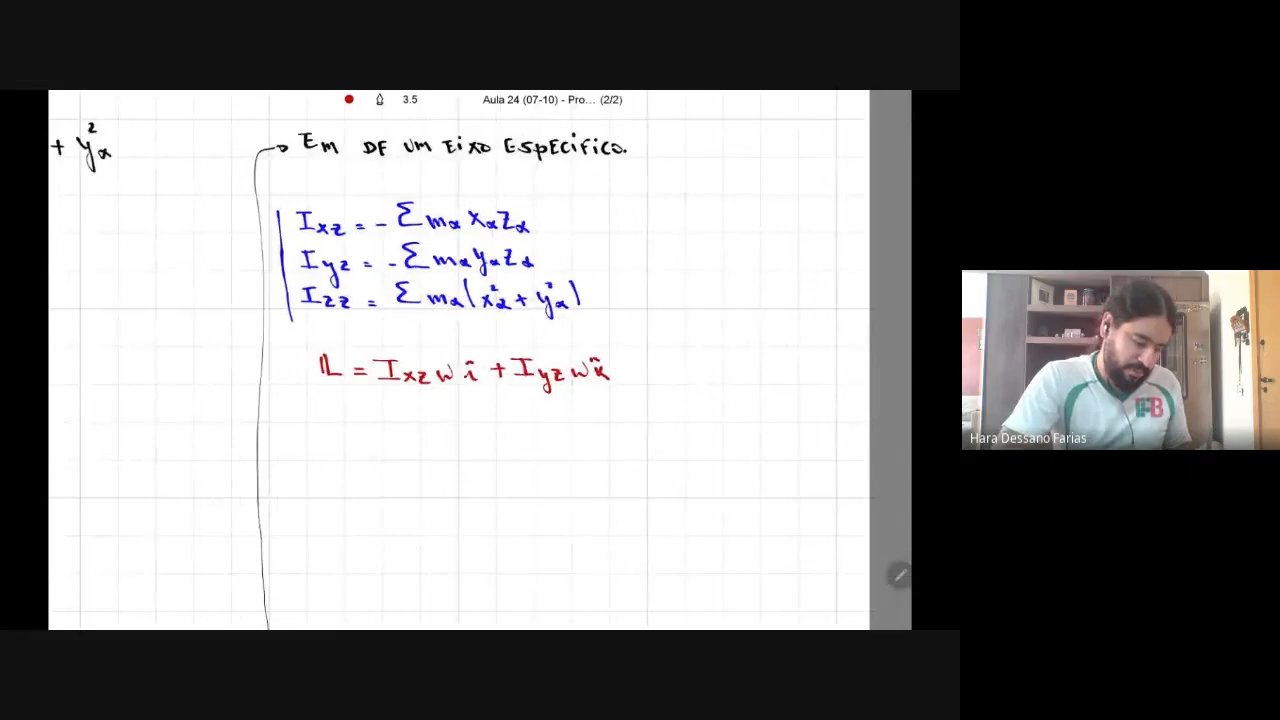 3.5 Aula 24 (07-10) - Pro... (2/2)
+ y²α
→ Em DE UM EIXO ESPECÍFICO.
Ixz = - Σ mα xα zα
Iyz = - Σ mα yα zα
Izz = Σ mα (x²α + y²α)
𝕃 = Ixz w î + Iyz w k̂
IFB
Hara Dessano Farias